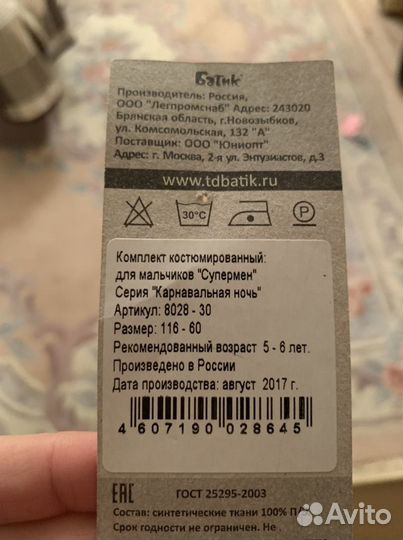 Батик
Производитель: Россия,
ООО "Легпромснаб" Адрес: 243020
Брянская область, г.Новозыбков,
ул. Комсомольская, 132 "А"
Поставщик: ООО "Юниопт"
Адрес: г. Москва, 2-я ул. Энтузиастов, д.3
www.tdbatik.ru
30°C
P
Комплект костюмированный:
для мальчиков "Супермен"
Серия "Карнавальная ночь"
Артикул: 8028 - 30
Размер: 116 - 60
Рекомендованный возраст 5 - 6 лет.
Произведено в России
Дата производства: август 2017 г.
4 607190 028645
EAC ГОСТ 25295-2003
Состав: синтетические ткани 100%
Срок годности не ограничен. Не
Avito